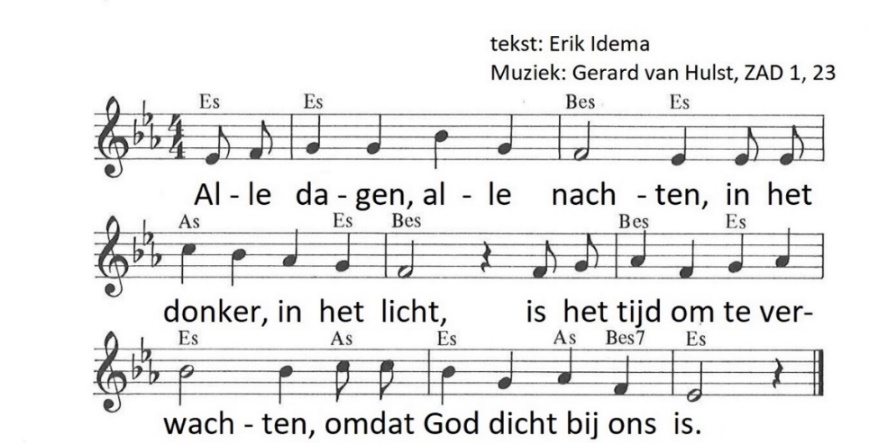 tekst: Erik Idema
Muziek: Gerard van Hulst, ZAD 1, 23
Es Es Bes Es
4
4
Al - le da - gen, al - le nach - ten, in het
As Es Bes Bes Es
donker, in het licht, is het tijd om te ver-
Es As Es As Bes7 Es
wach - ten, omdat God dicht bij ons is.